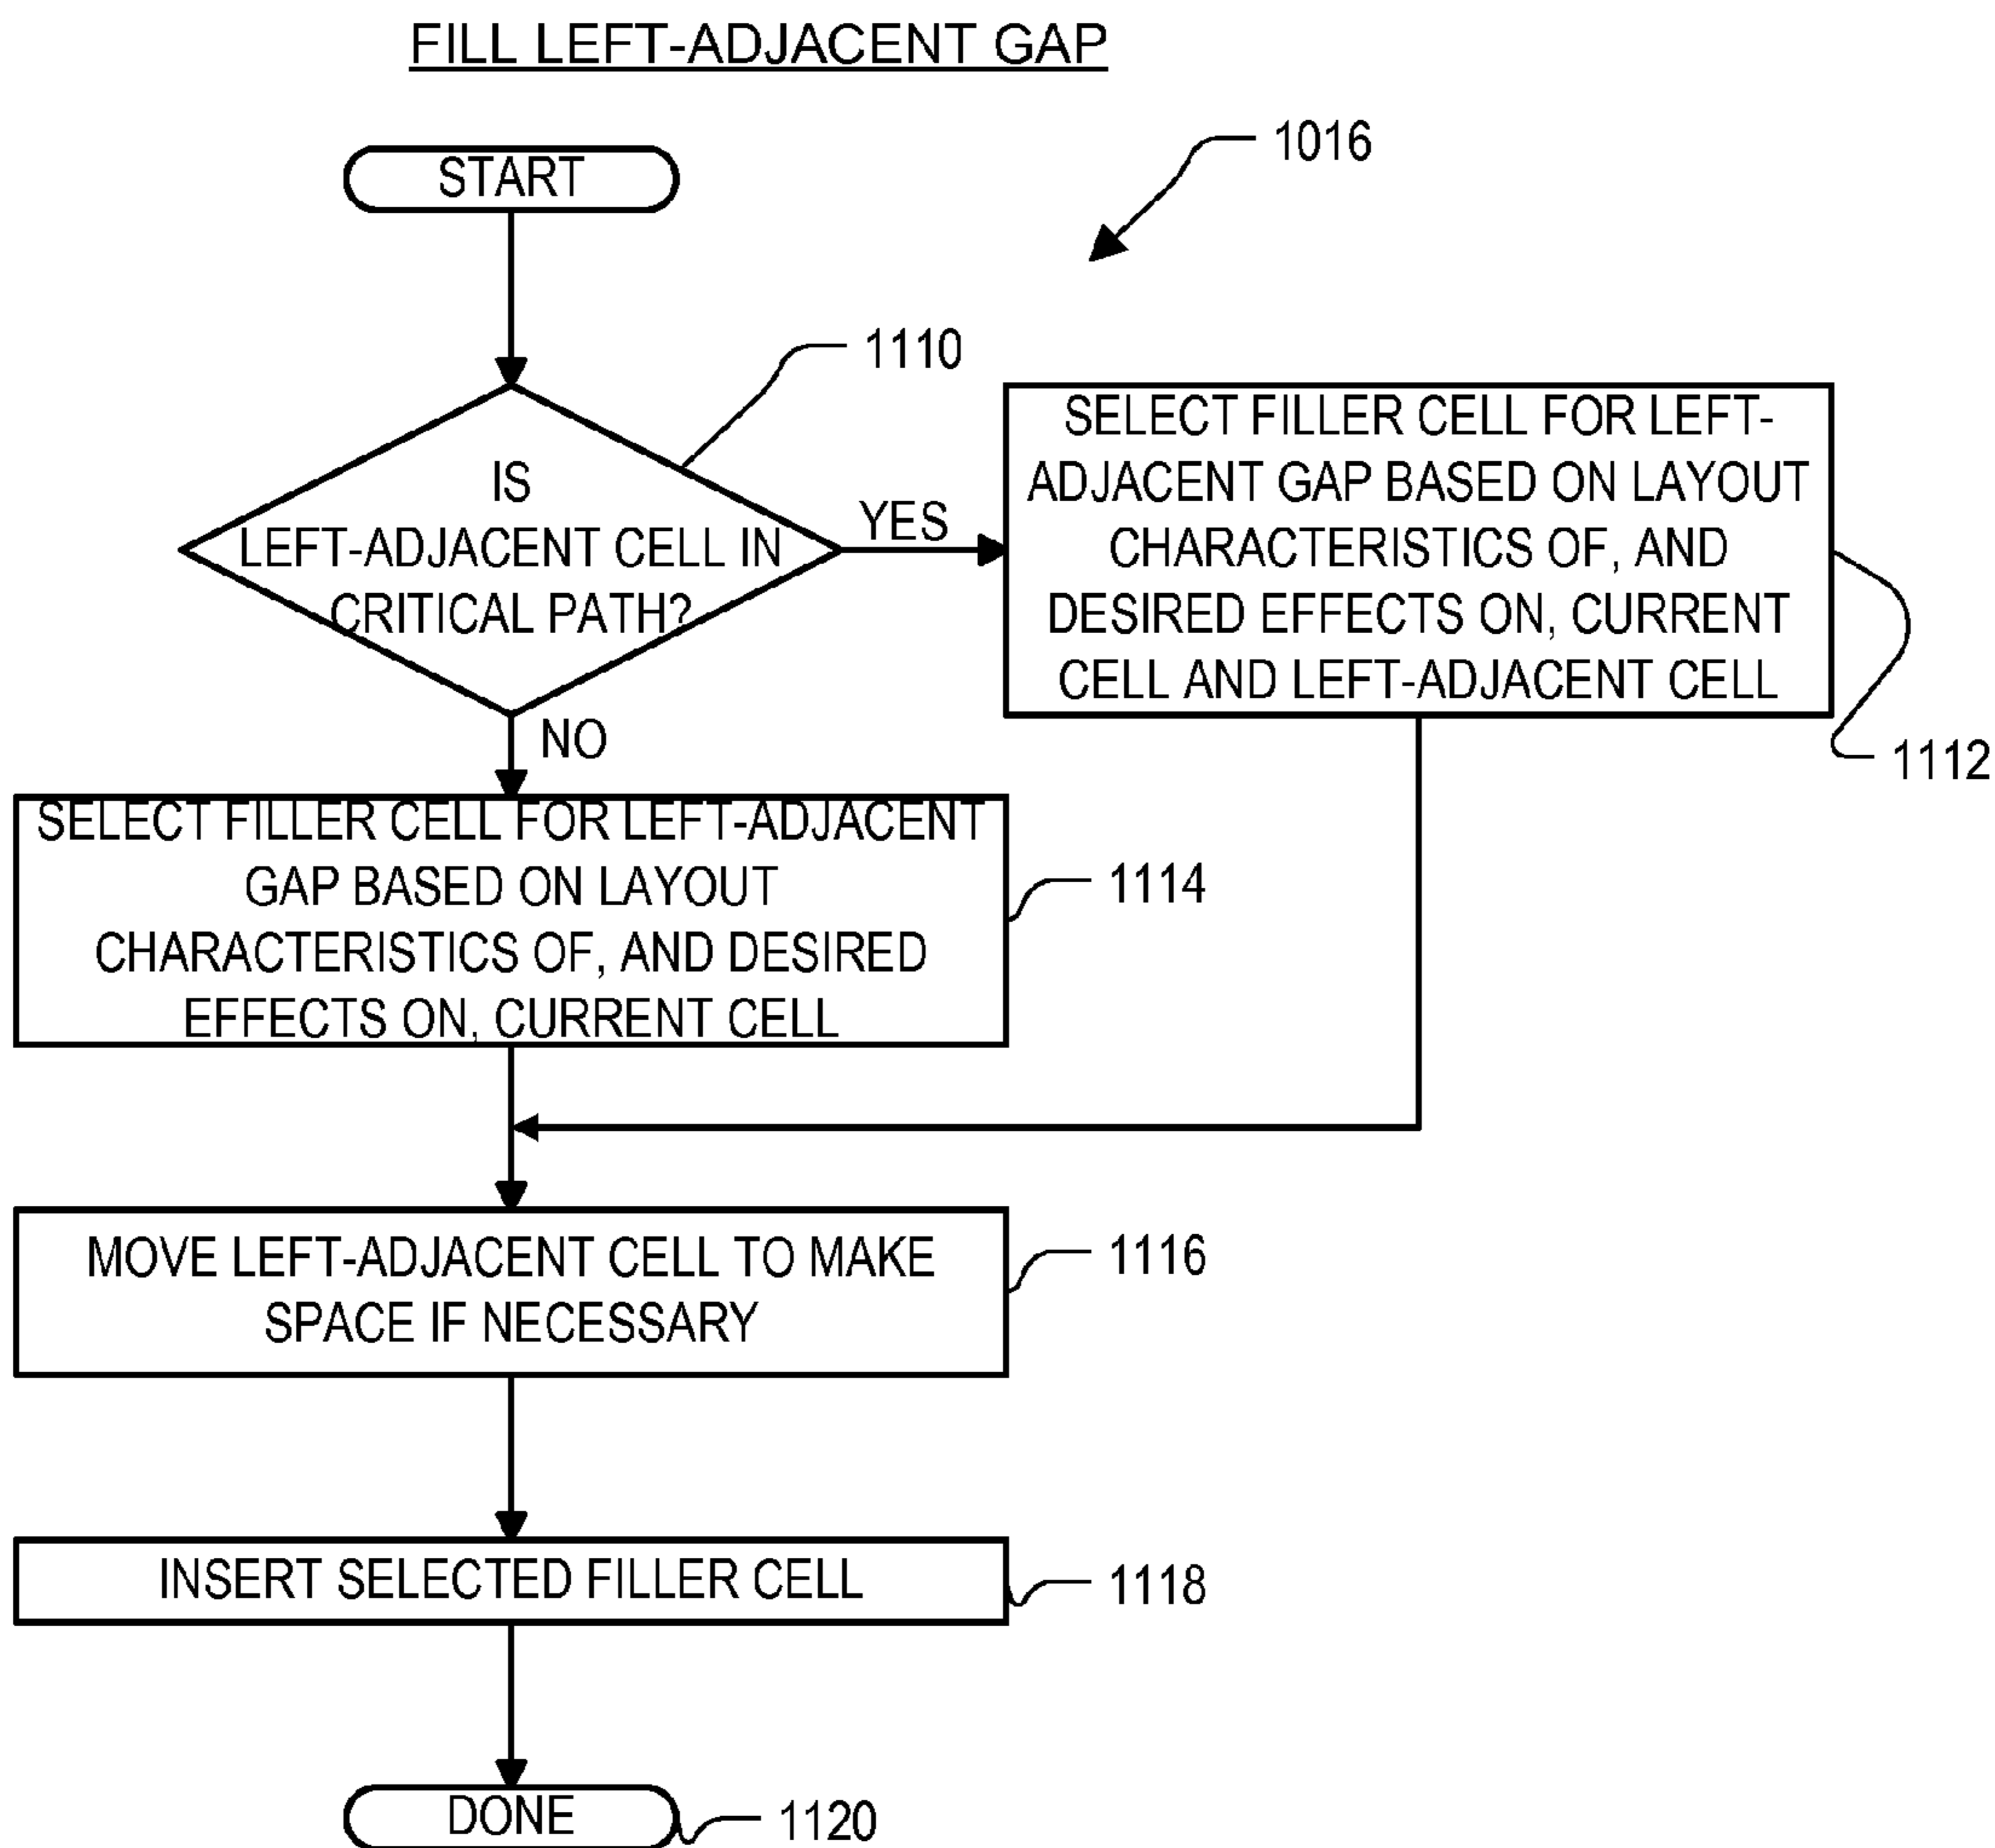 FILL LEFT-ADJACENT GAP
START
1016
1110
IS
LEFT-ADJACENT CELL IN
CRITICAL PATH?
YES
NO
SELECT FILLER CELL FOR LEFT-
ADJACENT GAP BASED ON LAYOUT
CHARACTERISTICS OF, AND
DESIRED EFFECTS ON, CURRENT
CELL AND LEFT-ADJACENT CELL
1112
SELECT FILLER CELL FOR LEFT-ADJACENT
GAP BASED ON LAYOUT
CHARACTERISTICS OF, AND DESIRED
EFFECTS ON, CURRENT CELL
1114
MOVE LEFT-ADJACENT CELL TO MAKE
SPACE IF NECESSARY
1116
INSERT SELECTED FILLER CELL
1118
DONE
1120